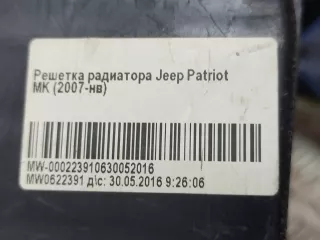 Решетка радиатора Jeep Patriot
MK (2007-нв)
MW-000223910630052016
MW0622391 д\с: 30.05.2016 9:26:06